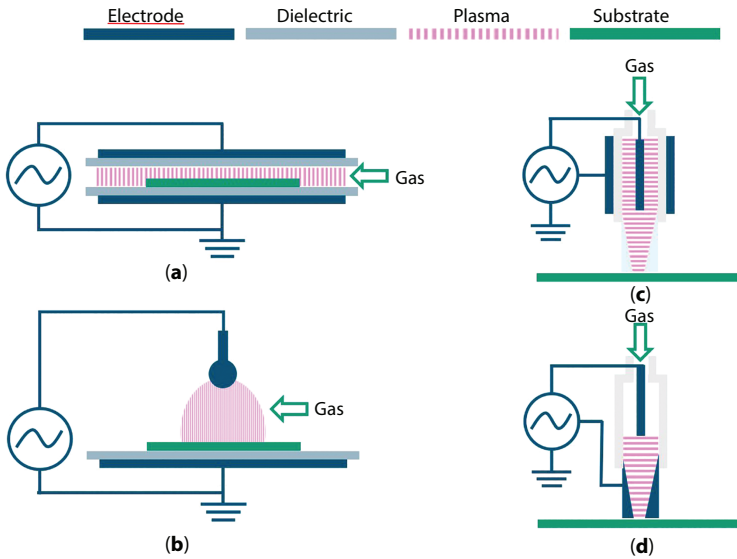 Electrode Dielectric Plasma Substrate
Gas
Gas
(a)
(c)
Gas
Gas
(b)
(d)